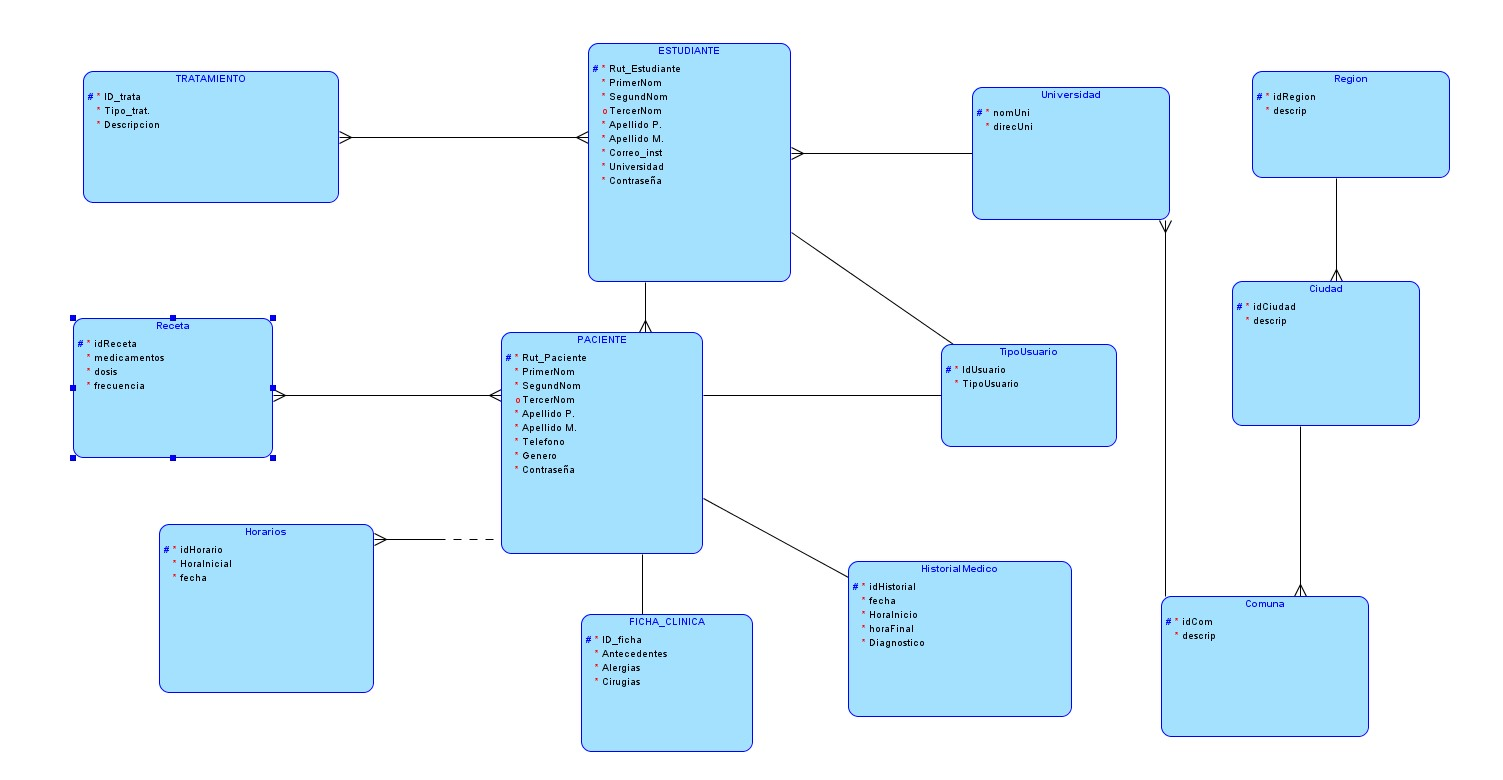 TRATAMIENTO
# * ID_trata
* Tipo_trat.
* Descripcion
ESTUDIANTE
# * Rut_Estudiante
* PrimerNom
* SegundNom
o TercerNom
* Apellido P.
* Apellido M.
* Correo_inst
* Universidad
* Contraseña
Universidad
# * nomUni
* direcUni
Region
# * idRegion
* descrip
Receta
# * idReceta
* medicamentos
* dosis
* frecuencia
PACIENTE
# * Rut_Paciente
* PrimerNom
* SegundNom
o TercerNom
* Apellido P.
* Apellido M.
* Telefono
* Genero
* Contraseña
TipoUsuario
# * IdUsuario
* TipoUsuario
Ciudad
# * idCiudad
* descrip
Horarios
# * idHorario
* HoraInicial
* fecha
FICHA_CLINICA
# * ID_ficha
* Antecedentes
* Alergias
* Cirugias
Historial Medico
# * idHistorial
* fecha
* HoraInicio
* horaFinal
* Diagnostico
Comuna
# * idCom
* descrip